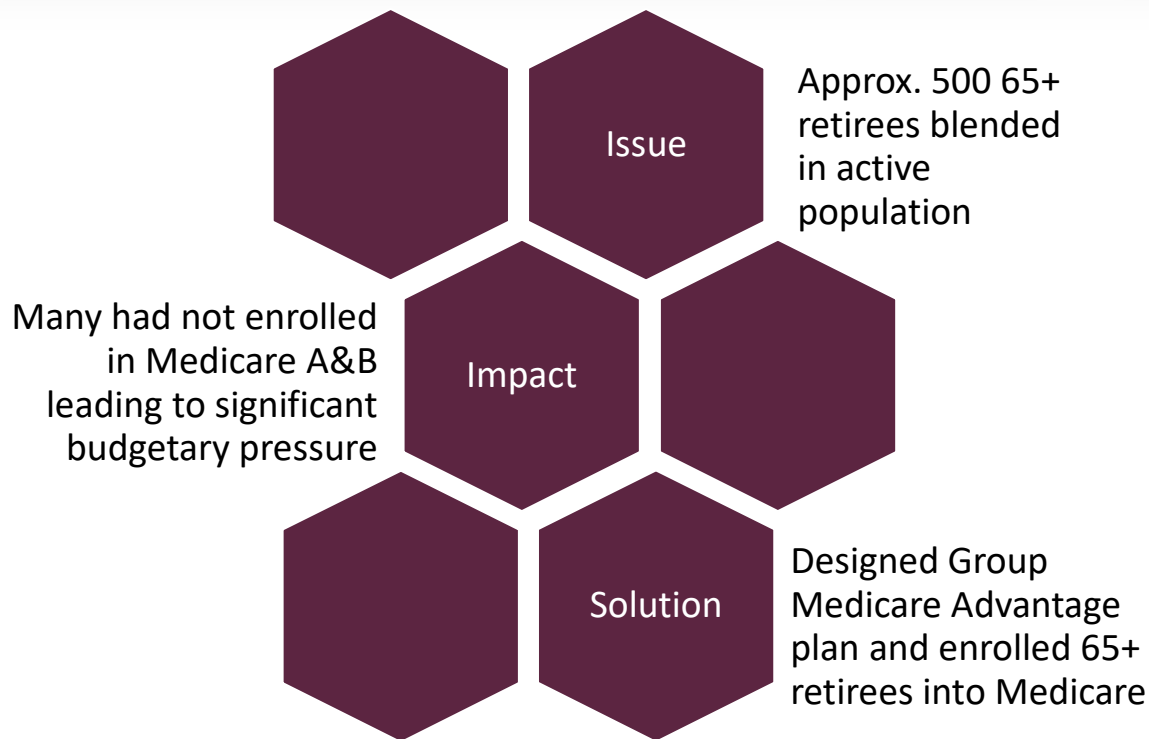 Issue
Approx. 500 65+
retirees blended
in active
population
Many had not enrolled
in Medicare A&B
leading to significant
budgetary pressure
Impact
Solution
Designed Group
Medicare Advantage
plan and enrolled 65+
retirees into Medicare